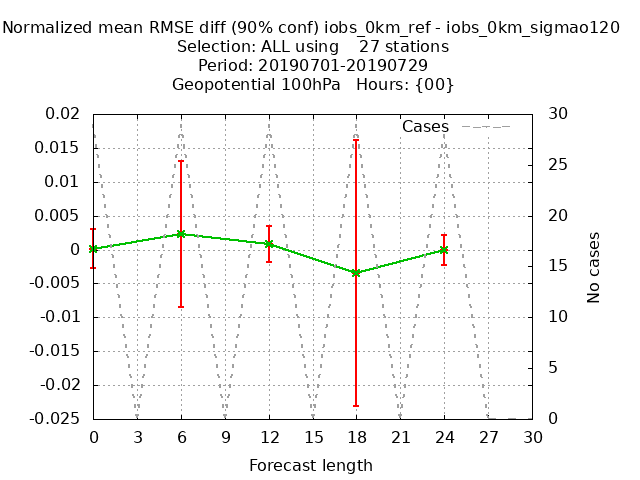 Normalized mean RMSE diff (90% conf) iobs_0km_ref - iobs_0km_sigmao120
Selection: ALL using    27 stations
Period: 20190701-20190729
Geopotential 100hPa   Hours: {00}
Cases
0.02
0.015
0.01
0.005
0
-0.005
-0.01
-0.015
-0.02
-0.025
30
25
20
15
10
5
0
No cases
0 3 6 9 12 15 18 21 24 27 30
Forecast length